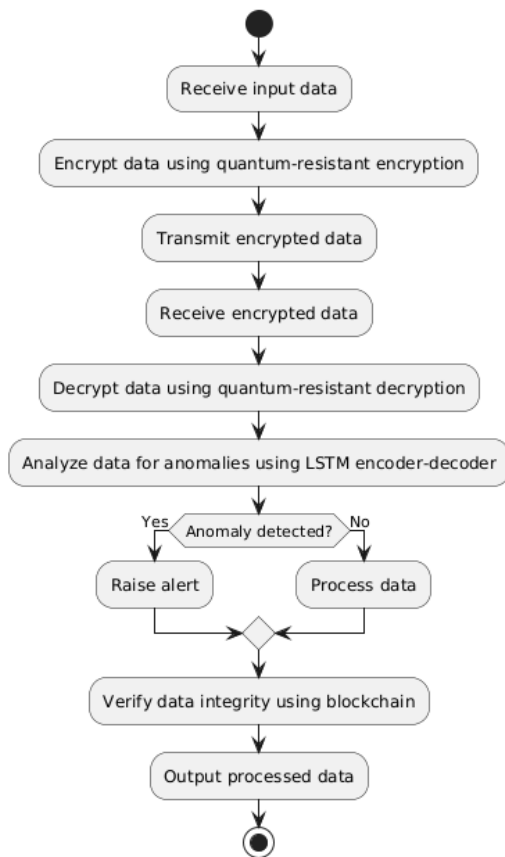 Receive input data
Encrypt data using quantum-resistant encryption
Transmit encrypted data
Receive encrypted data
Decrypt data using quantum-resistant decryption
Analyze data for anomalies using LSTM encoder-decoder
Yes
Anomaly detected?
No
Raise alert
Process data
Verify data integrity using blockchain
Output processed data